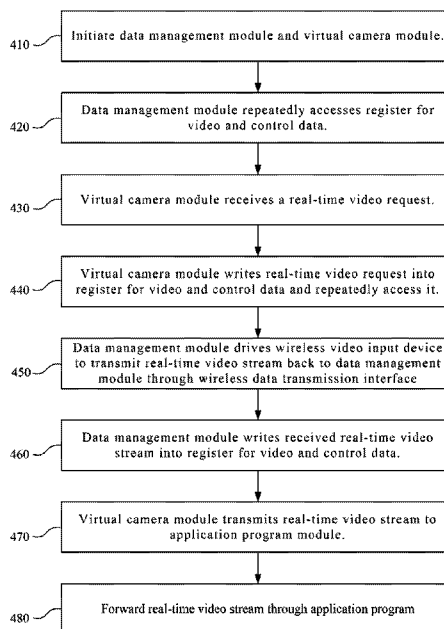 410
Initiate data management module and virtual camera module.
420
Data management module repeatedly accesses register for
video and control data.
430
Virtual camera module receives a real-time video request.
440
Virtual camera module writes real-time video request into
register for video and control data and repeatedly access it.
450
Data management module drives wireless video input device
to transmit real-time video stream back to data management
module through wireless data transmission interface
460
Data management module writes received real-time video
stream into register for video and control data.
470
Virtual camera module transmits real-time video stream to
application program module.
480
Forward real-time video stream through application program